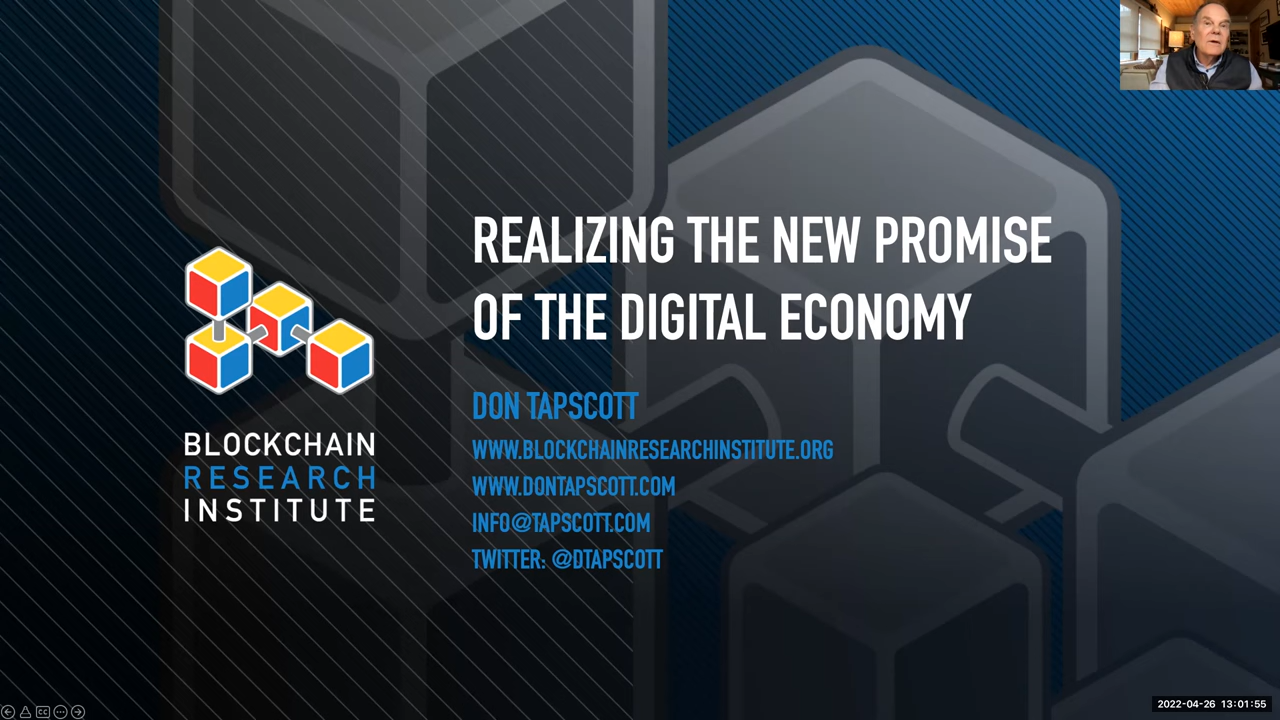 REALIZING THE NEW PROMISE
OF THE DIGITAL ECONOMY
DON TAPSCOTT
WWW.BLOCKCHAINRESEARCHINSTITUTE.ORG
WWW.DONTAPSCOTT.COM
INFO@TAPSCOTT.COM
TWITTER: @DTAPSCOTT
BLOCKCHAIN
RESEARCH
INSTITUTE
CC
2022-04-26 13:01:55